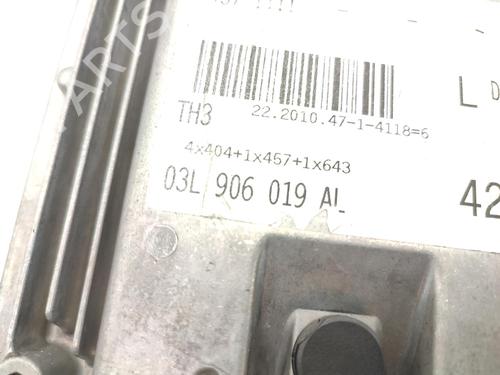 L D
TH3 22.2010.47-1-4118=6
4x404+1x457+1x643
03L 906 019 AL 42